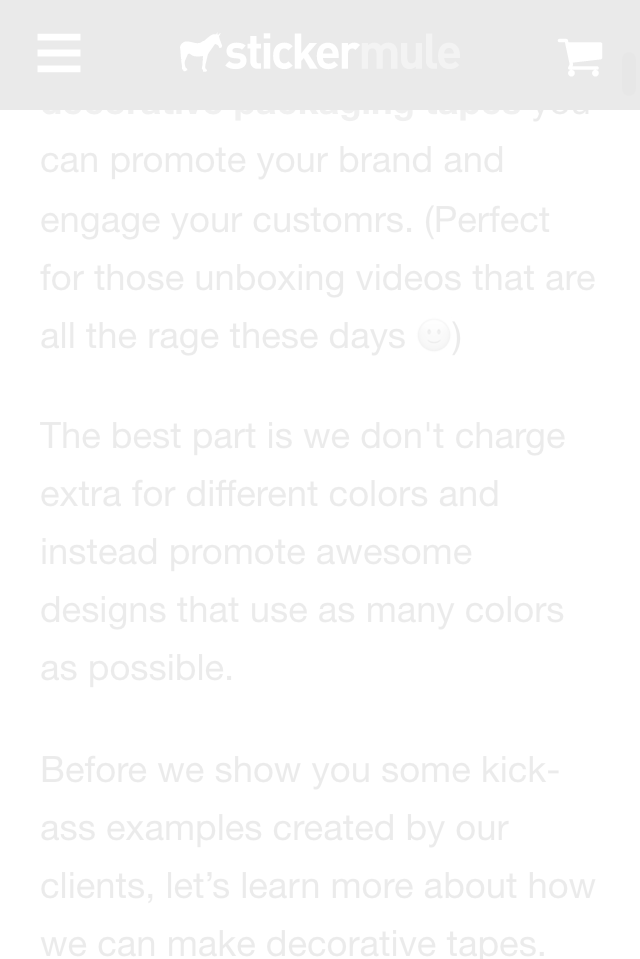 stickermule
decorative packaging tapes you
can promote your brand and
engage your customrs. (Perfect
for those unboxing videos that are
all the rage these days 🙂)
The best part is we don't charge
extra for different colors and
instead promote awesome
designs that use as many colors
as possible.
Before we show you some kick-
ass examples created by our
clients, let’s learn more about how
we can make decorative tapes.